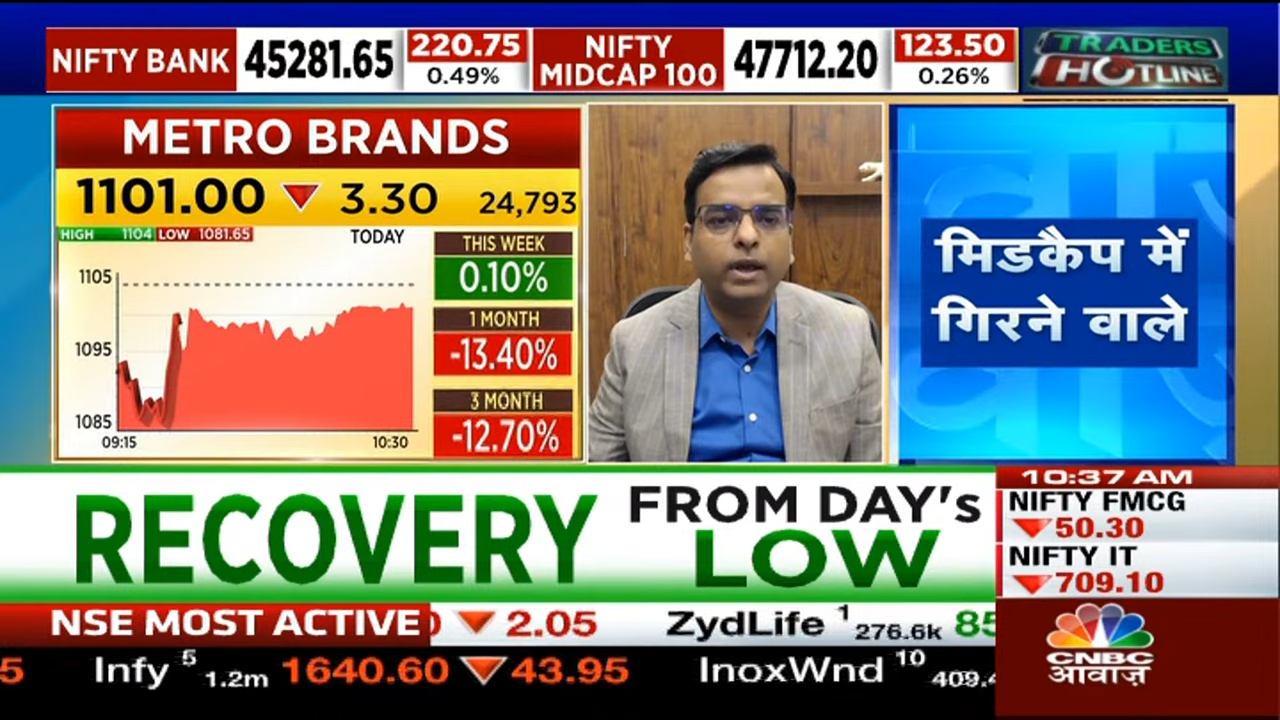 NIFTY BANK 45281.65 220.75 0.49% NIFTY MIDCAP 100 47712.20 123.50 0.26% TRADERS HOTLINE
METRO BRANDS
1101.00 3.30 24,793
HIGH 1104 LOW 1081.65 TODAY
1105
1095
1085
09:15 10:30
THIS WEEK
0.10%
1 MONTH
-13.40%
3 MONTH
-12.70%
मिडकैप में
गिरने वाले
RECOVERY FROM DAY's
LOW
10:37 AM
NIFTY FMCG
50.30
NIFTY IT
709.10
NSE MOST ACTIVE 2.05 ZydLife 1 276.6k
Infy 5 1.2m 1640.60 43.95 InoxWnd 10
CNBC
आवाज़